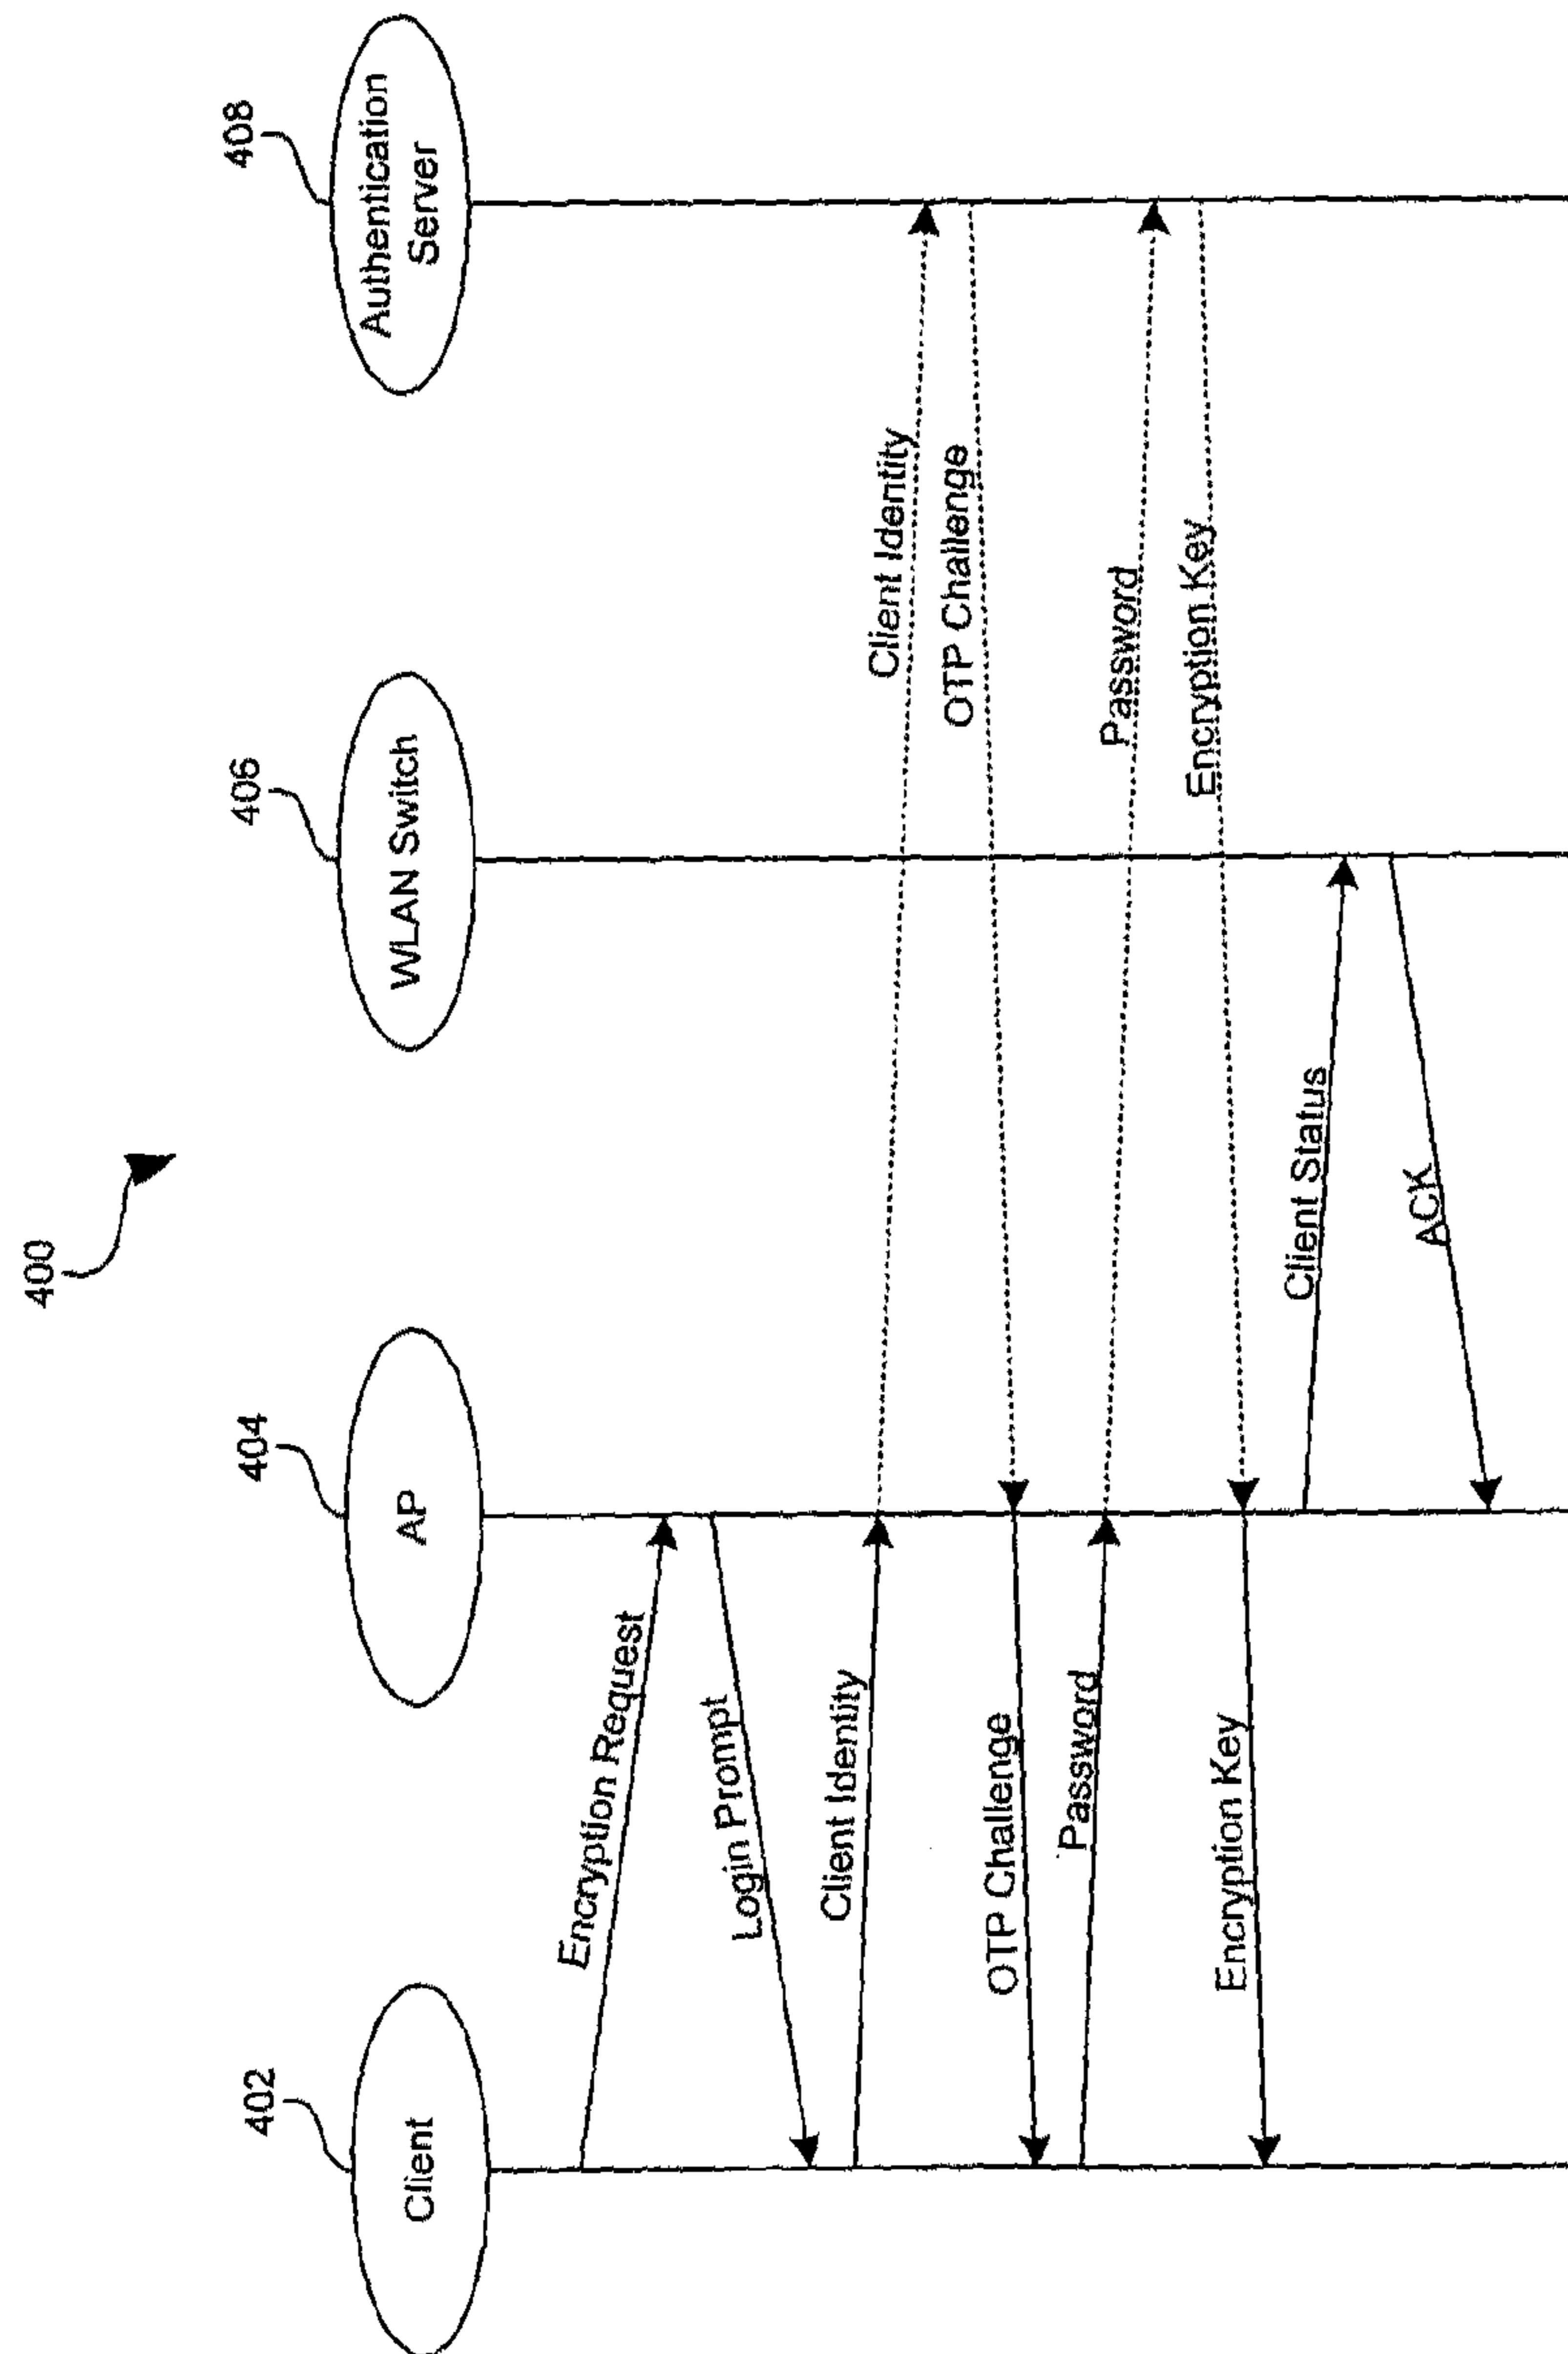 400
402
404
406
408
Client
AP
WLAN Switch
Authentication
Server
Encryption Request
Login Prompt
Client Identity
Client Identity
OTP Challenge
OTP Challenge
Password
Password
Encryption Key
Encryption Key
Client Status
ACK